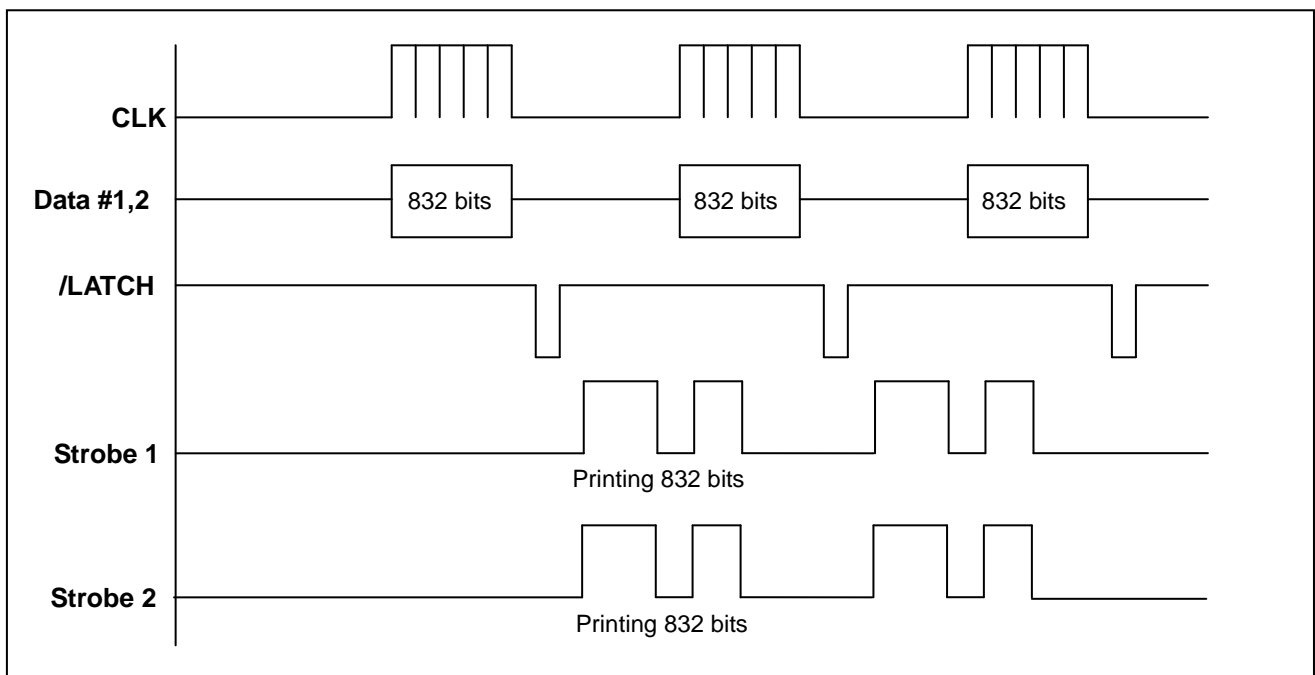 CLK
Data #1,2
832 bits
832 bits
832 bits
/LATCH
Strobe 1
Printing 832 bits
Strobe 2
Printing 832 bits